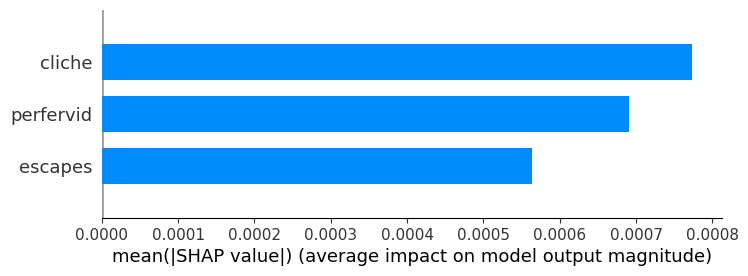 cliche
perfervid
escapes
0.0000 0.0001 0.0002 0.0003 0.0004 0.0005 0.0006 0.0007 0.0008
mean(|SHAP value|) (average impact on model output magnitude)